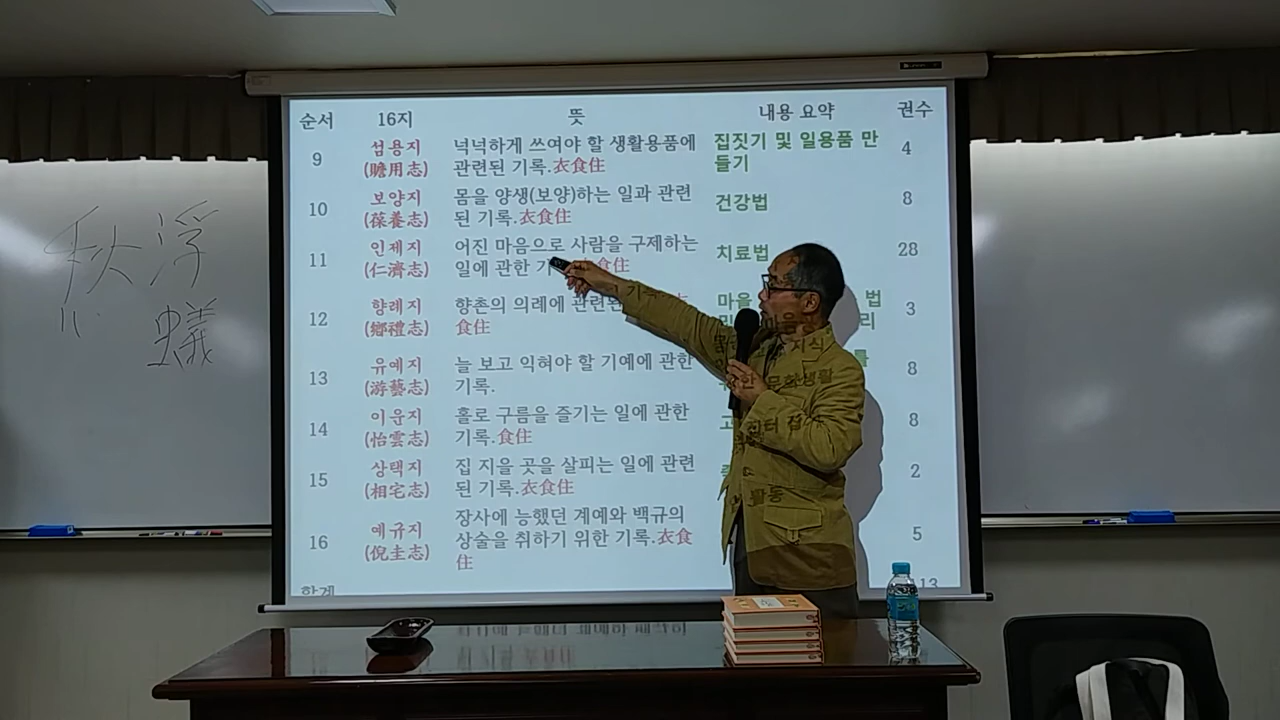 秋浮
蟻
순서 16지 뜻 내용 요약 권수
9 섬용지 (贍用志) 넉넉하게 쓰여야 할 생활용품에 집짓기 및 일용품 만 4
관련된 기록.衣食住 들기
10 보양지 (葆養志) 몸을 양생(보양)하는 일과 관련 건강법 8
된 기록.衣食住
11 인제지 (仁濟志) 어진 마음으로 사람을 구제하는 치료법 28
일에 관한 食住
12 향례지 (鄕禮志) 향촌의 의례에 마을 법 3
食住 리
13 유예지 (游藝志) 늘 보고 익혀야 할 기예에 관한 8
기록.
14 이운지 (怡雲志) 홀로 구름을 즐기는 일에 관한 8
기록.食住
15 상택지 (相宅志) 집 지을 곳을 살피는 일에 관련 2
된 기록.衣食住
16 예규지 (倪圭志) 장사에 능했던 계예와 백규의 5
상술을 취하기 위한 기록.衣食
住
합계